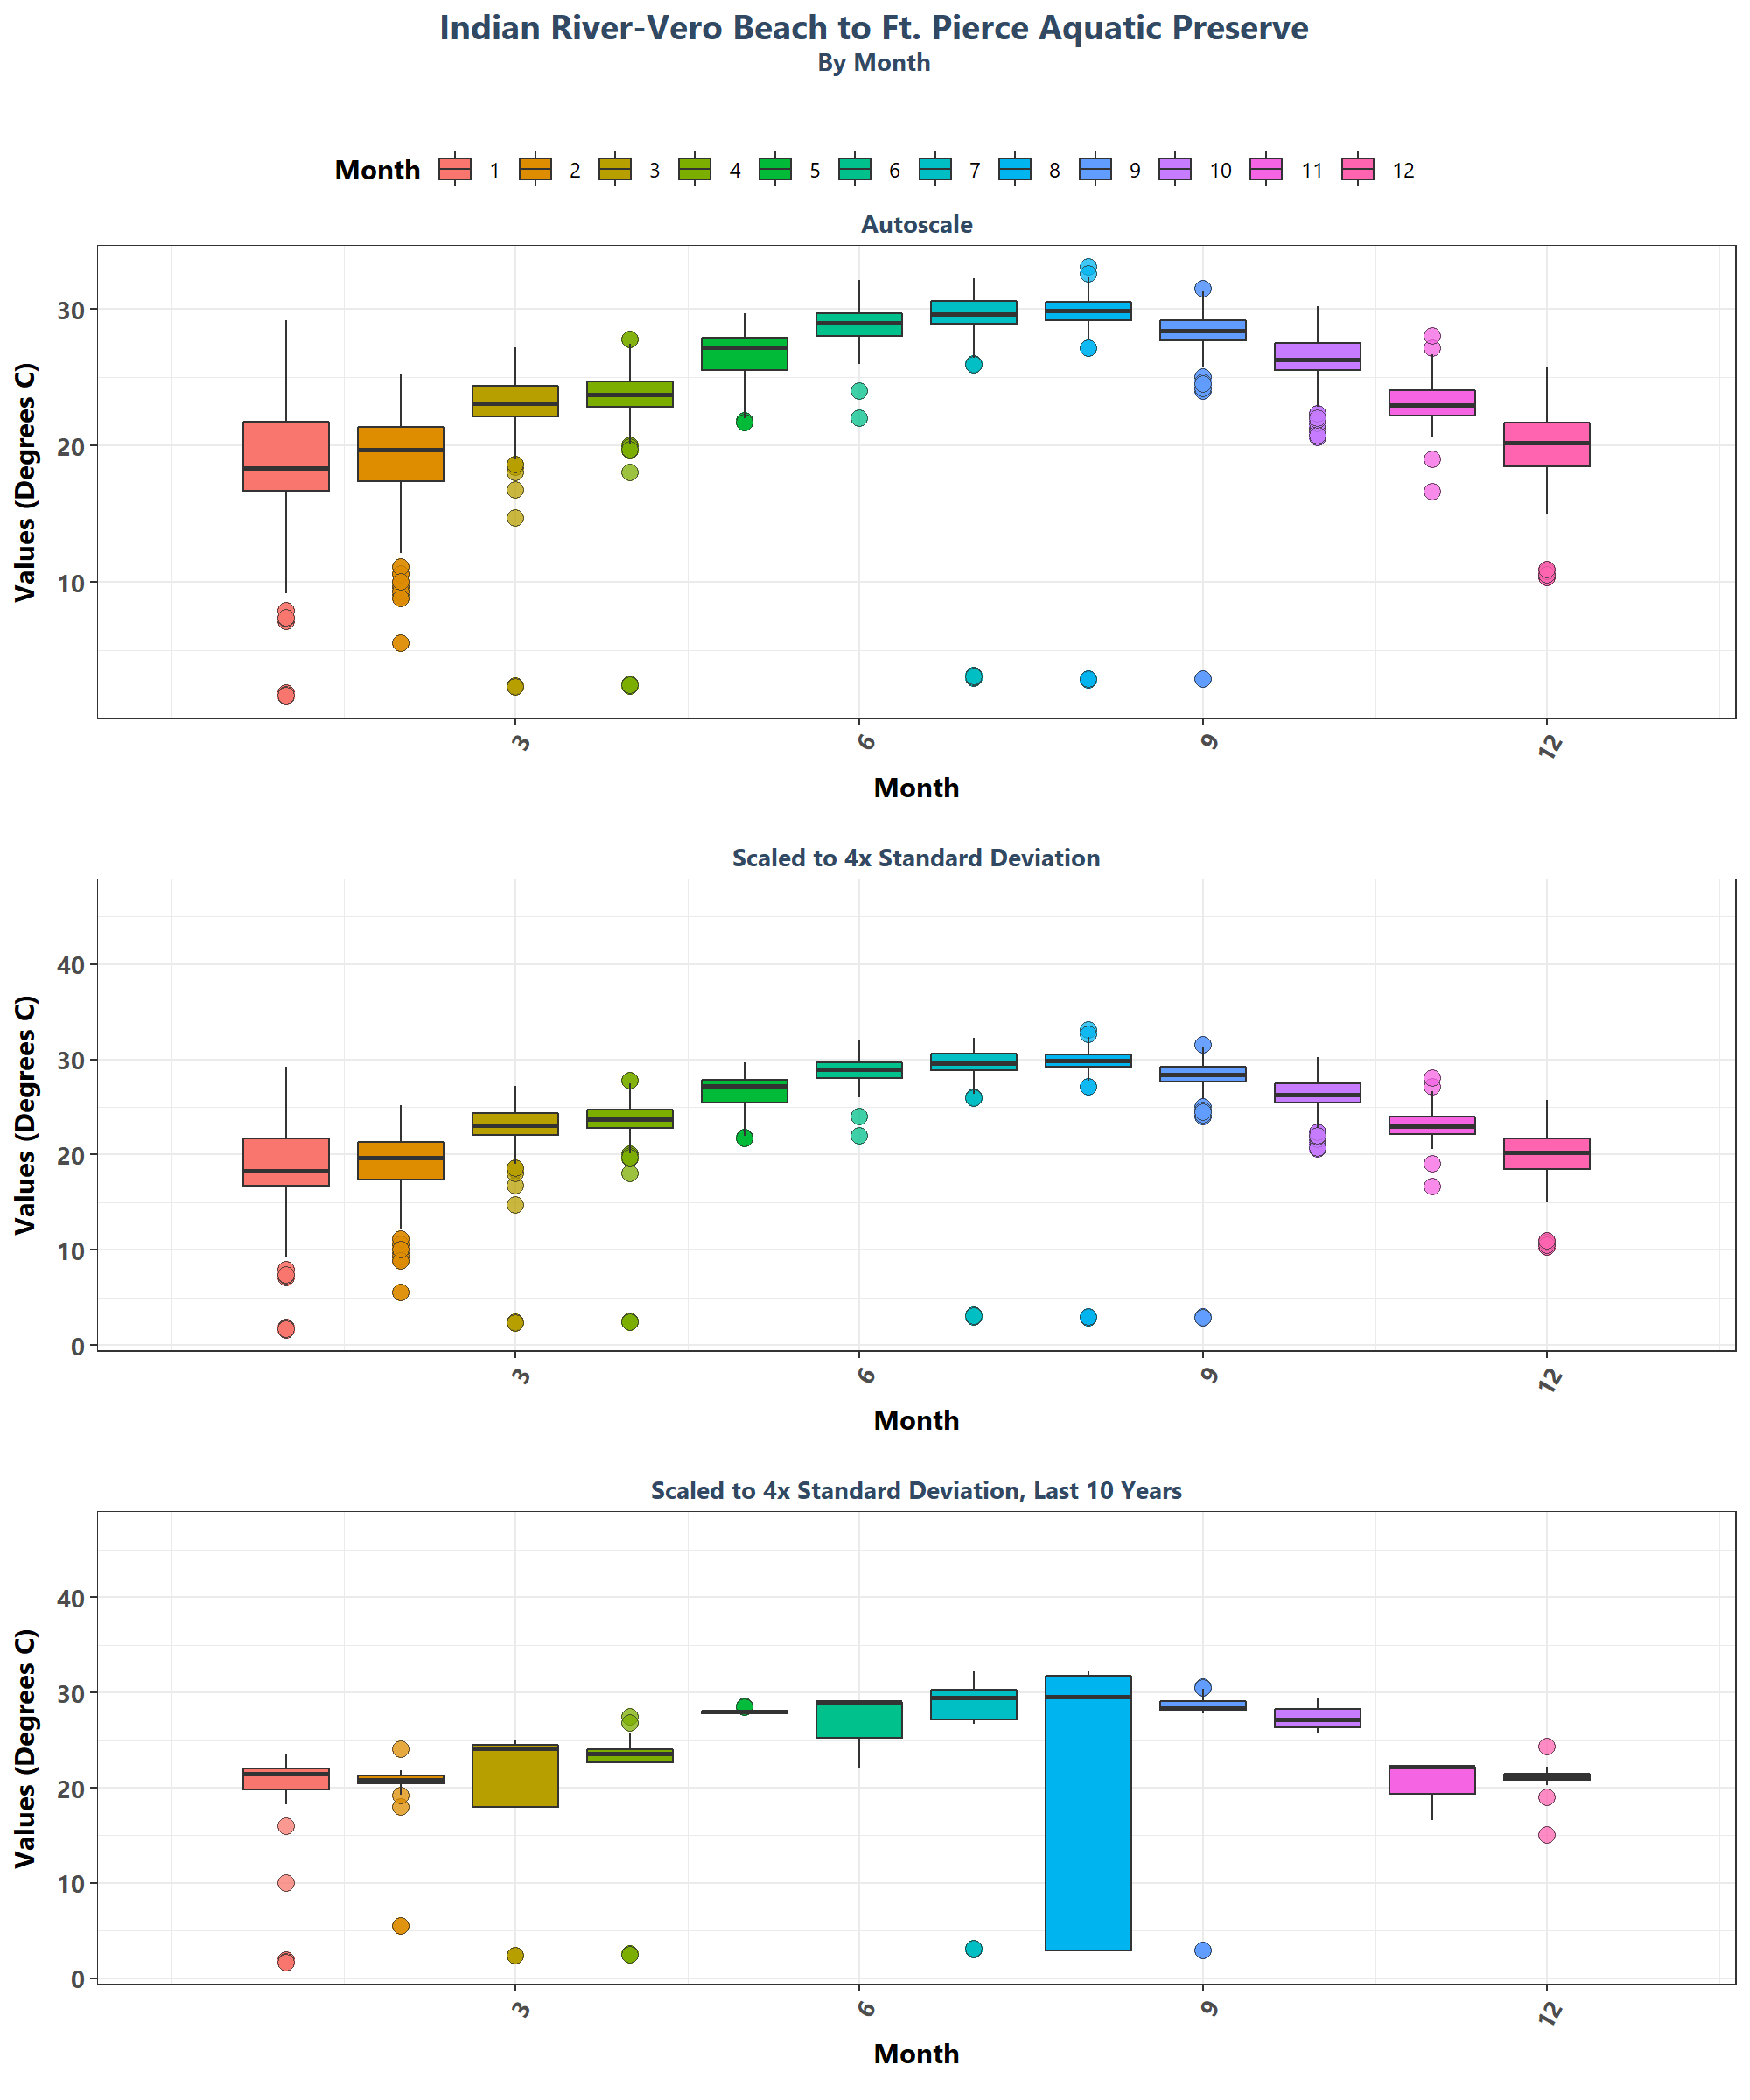 Indian River-Vero Beach to Ft. Pierce Aquatic Preserve
By Month
Month 1 2 3 4 5 6 7 8 9 10 11 12
Autoscale
Values (Degrees C)
30
20
10
3 6 9 12
Month
Scaled to 4x Standard Deviation
Values (Degrees C)
40
30
20
10
0
3 6 9 12
Month
Scaled to 4x Standard Deviation, Last 10 Years
Values (Degrees C)
40
30
20
10
0
3 6 9 12
Month